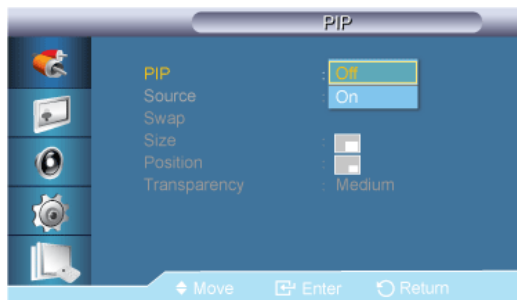 PIP
PIP : Off
Source : On
Swap
Size :
Position :
Transparency : Medium
Move Enter Return